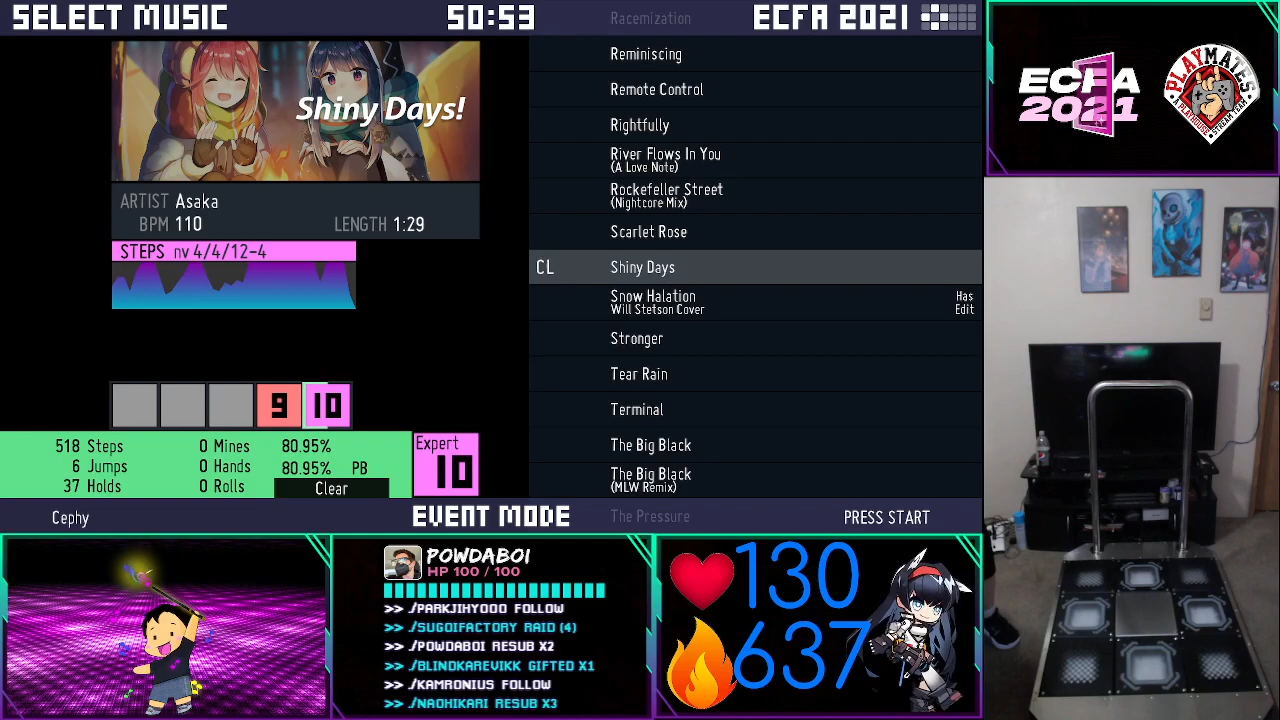 SELECT MUSIC
50:53
ECFA 2021
Racemization
Reminiscing
Remote Control
Rightfully
River Flows In You
(A Love Note)
Rockefeller Street
(Nightcore Mix)
Scarlet Rose
CL Shiny Days
Snow Halation
Will Stetson Cover
Has
Edit
Stronger
Tear Rain
Terminal
The Big Black
The Big Black
(MLW Remix)
The Pressure
Shiny Days!
ARTIST Asaka
BPM 110 LENGTH 1:29
STEPS nv 4/4/12-4
9 10
518 Steps 0 Mines 80.95%
6 Jumps 0 Hands 80.95% PB
37 Holds 0 Rolls Clear
Expert
10
Cephy
EVENT MODE
PRESS START
ECFA
2021
PLAYMATES
A PLAYHOUSE STREAM TEAM
POWDABOI
HP 100 / 100
>> ./PARKJIHYOOO FOLLOW
>> ./SUGOIFACTORY RAID (4)
>> ./POWDABOI RESUB X2
>> ./BLINDKAREVIKK GIFTED X1
>> ./KAMRONIUS FOLLOW
>> ./NAOHIKARI RESUB X3
130
637